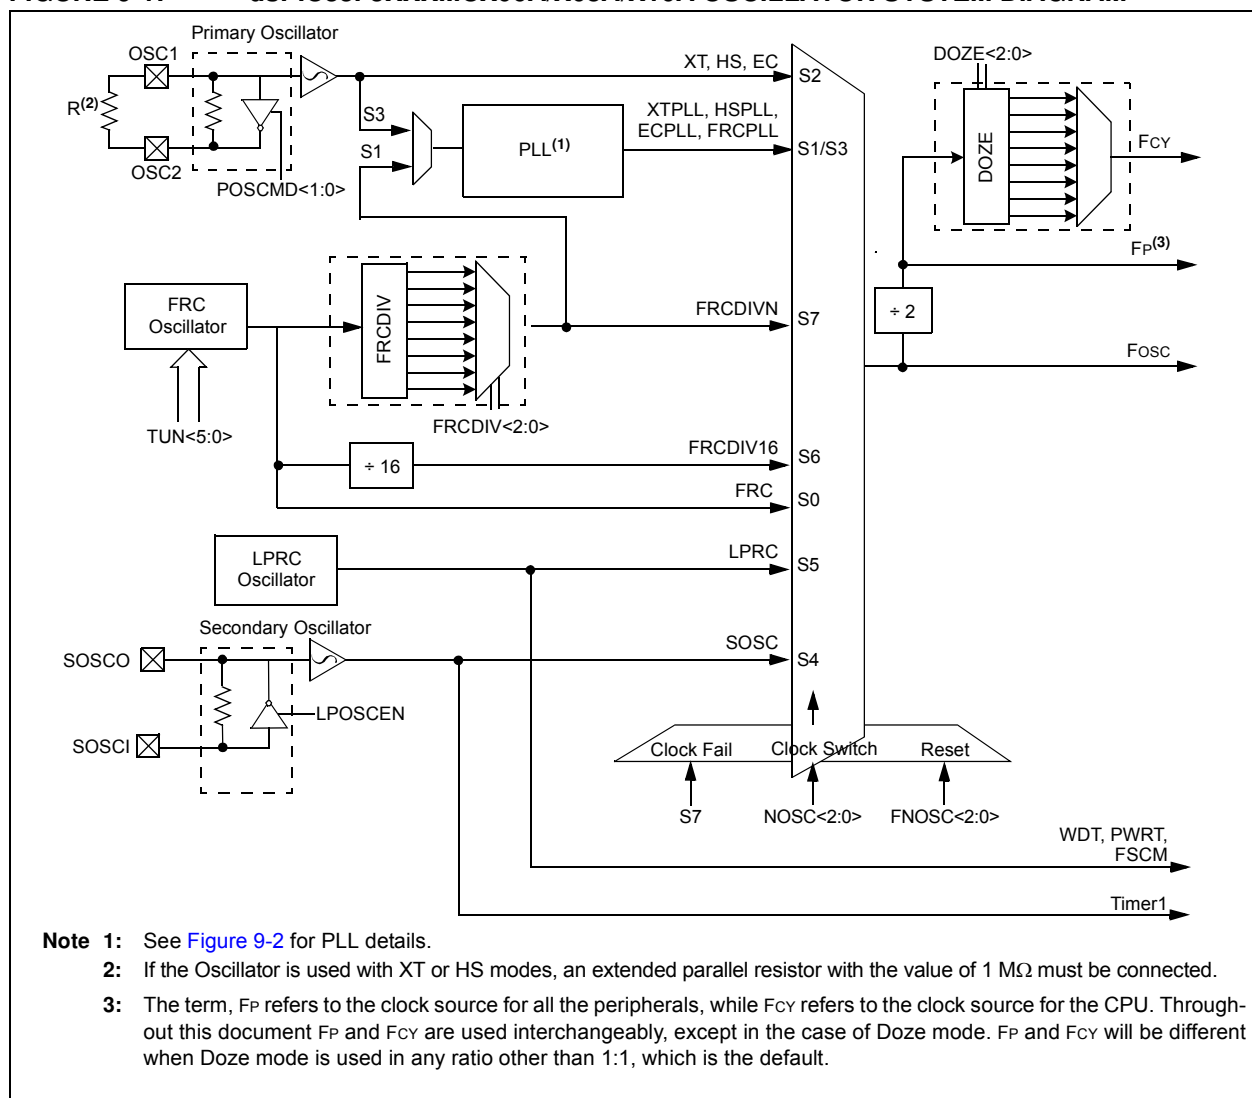 Primary Oscillator
OSC1
R(2)
OSC2
POSCMD<1:0>
S3
S1
PLL(1)
XT, HS, EC
S2
XTPLL, HSPLL,
ECPLL, FRCPLL
S1/S3
DOZE<2:0>
DOZE
FCY
FP(3)
÷ 2
FOSC
FRC
Oscillator
TUN<5:0>
FRCDIV
FRCDIV<2:0>
FRCDIVN
S7
÷ 16
FRCDIV16
S6
FRC
S0
LPRC
Oscillator
LPRC
S5
Secondary Oscillator
SOSCO
SOSCI
LPOSCEN
SOSC
S4
Clock Fail
Clock Switch
Reset
S7
NOSC<2:0>
FNOSC<2:0>
WDT, PWRT,
FSCM
Timer1
Note 1: See Figure 9-2 for PLL details.
2: If the Oscillator is used with XT or HS modes, an extended parallel resistor with the value of 1 MΩ must be connected.
3: The term, FP refers to the clock source for all the peripherals, while FCY refers to the clock source for the CPU. Through-
out this document FP and FCY are used interchangeably, except in the case of Doze mode. FP and FCY will be different
when Doze mode is used in any ratio other than 1:1, which is the default.